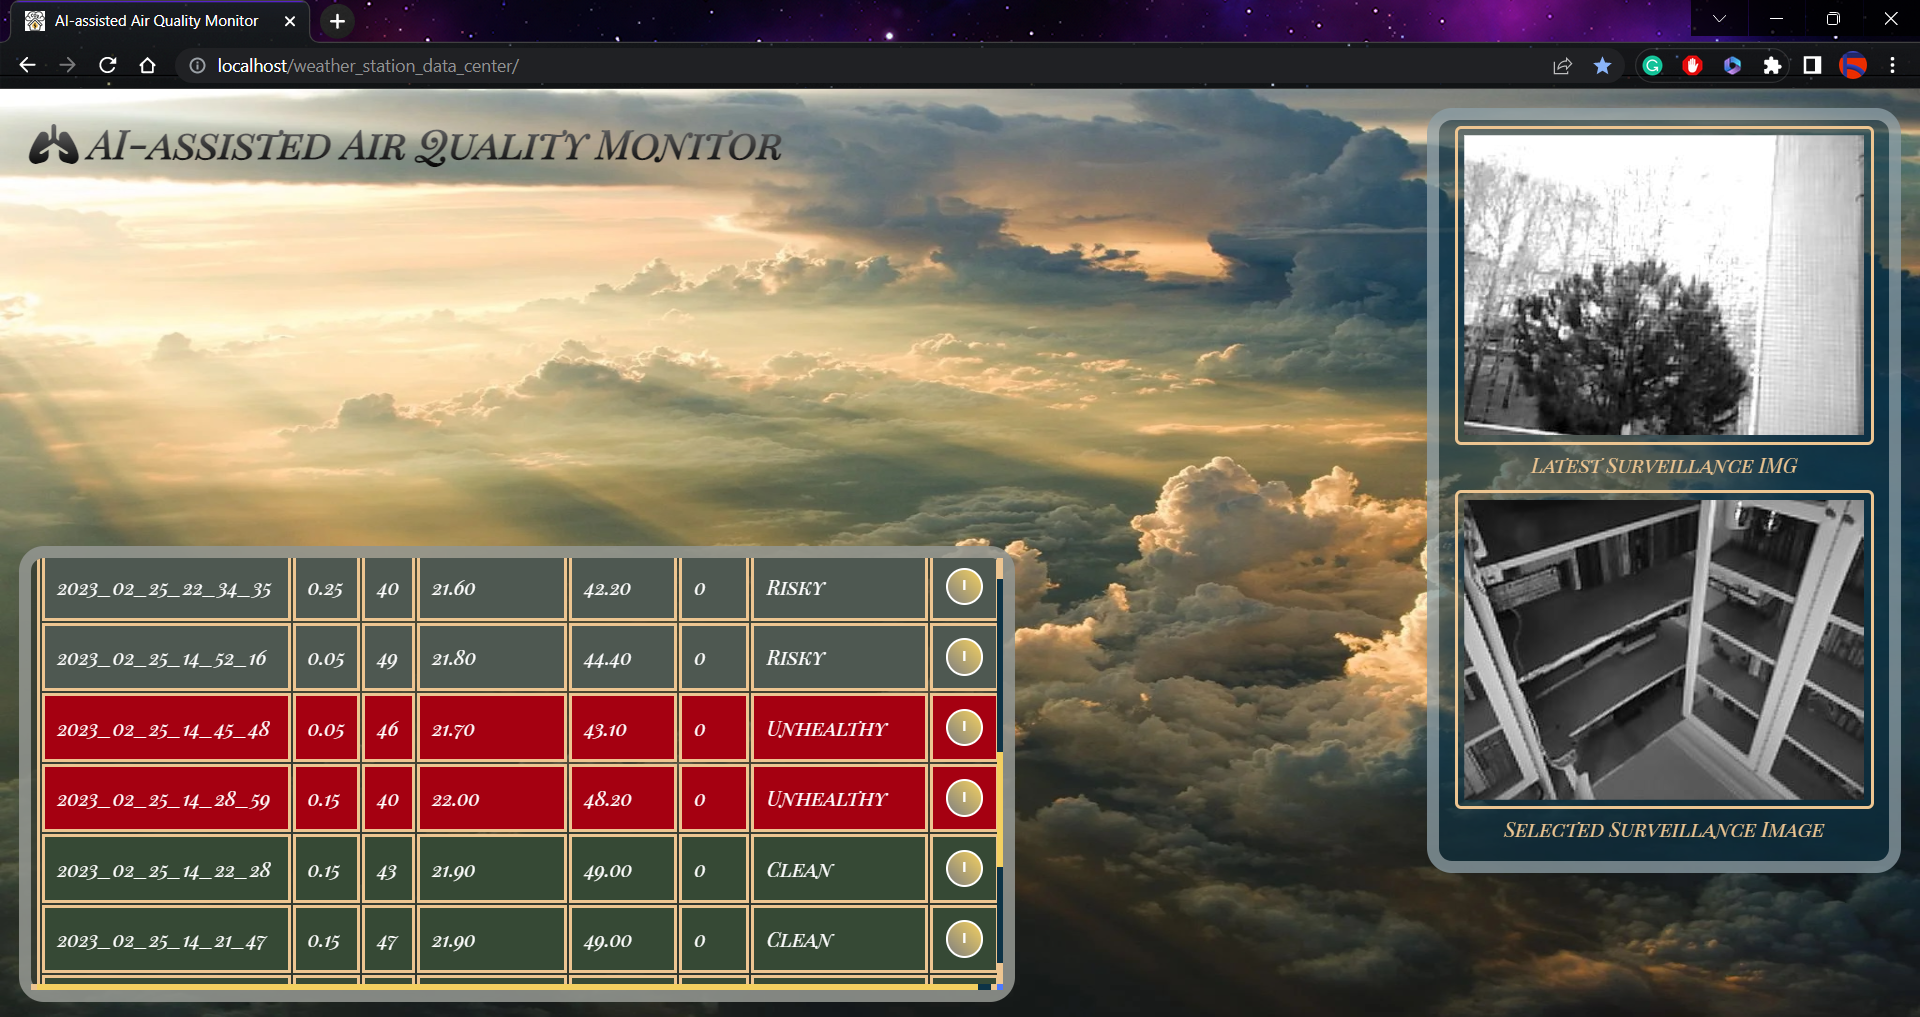 AI-assisted Air Quality Monitor
localhost/weather_station_data_center/
AI-assisted Air Quality Monitor
2023_02_25_22_34_35 0.25 40 21.60 42.20 0 Risky
2023_02_25_14_52_16 0.05 49 21.80 44.40 0 Risky
2023_02_25_14_45_48 0.05 46 21.70 43.10 0 Unhealthy
2023_02_25_14_28_59 0.15 40 22.00 48.20 0 Unhealthy
2023_02_25_14_22_28 0.15 43 21.90 49.00 0 Clean
2023_02_25_14_21_47 0.15 47 21.90 49.00 0 Clean
Latest Surveillance IMG
Selected Surveillance Image